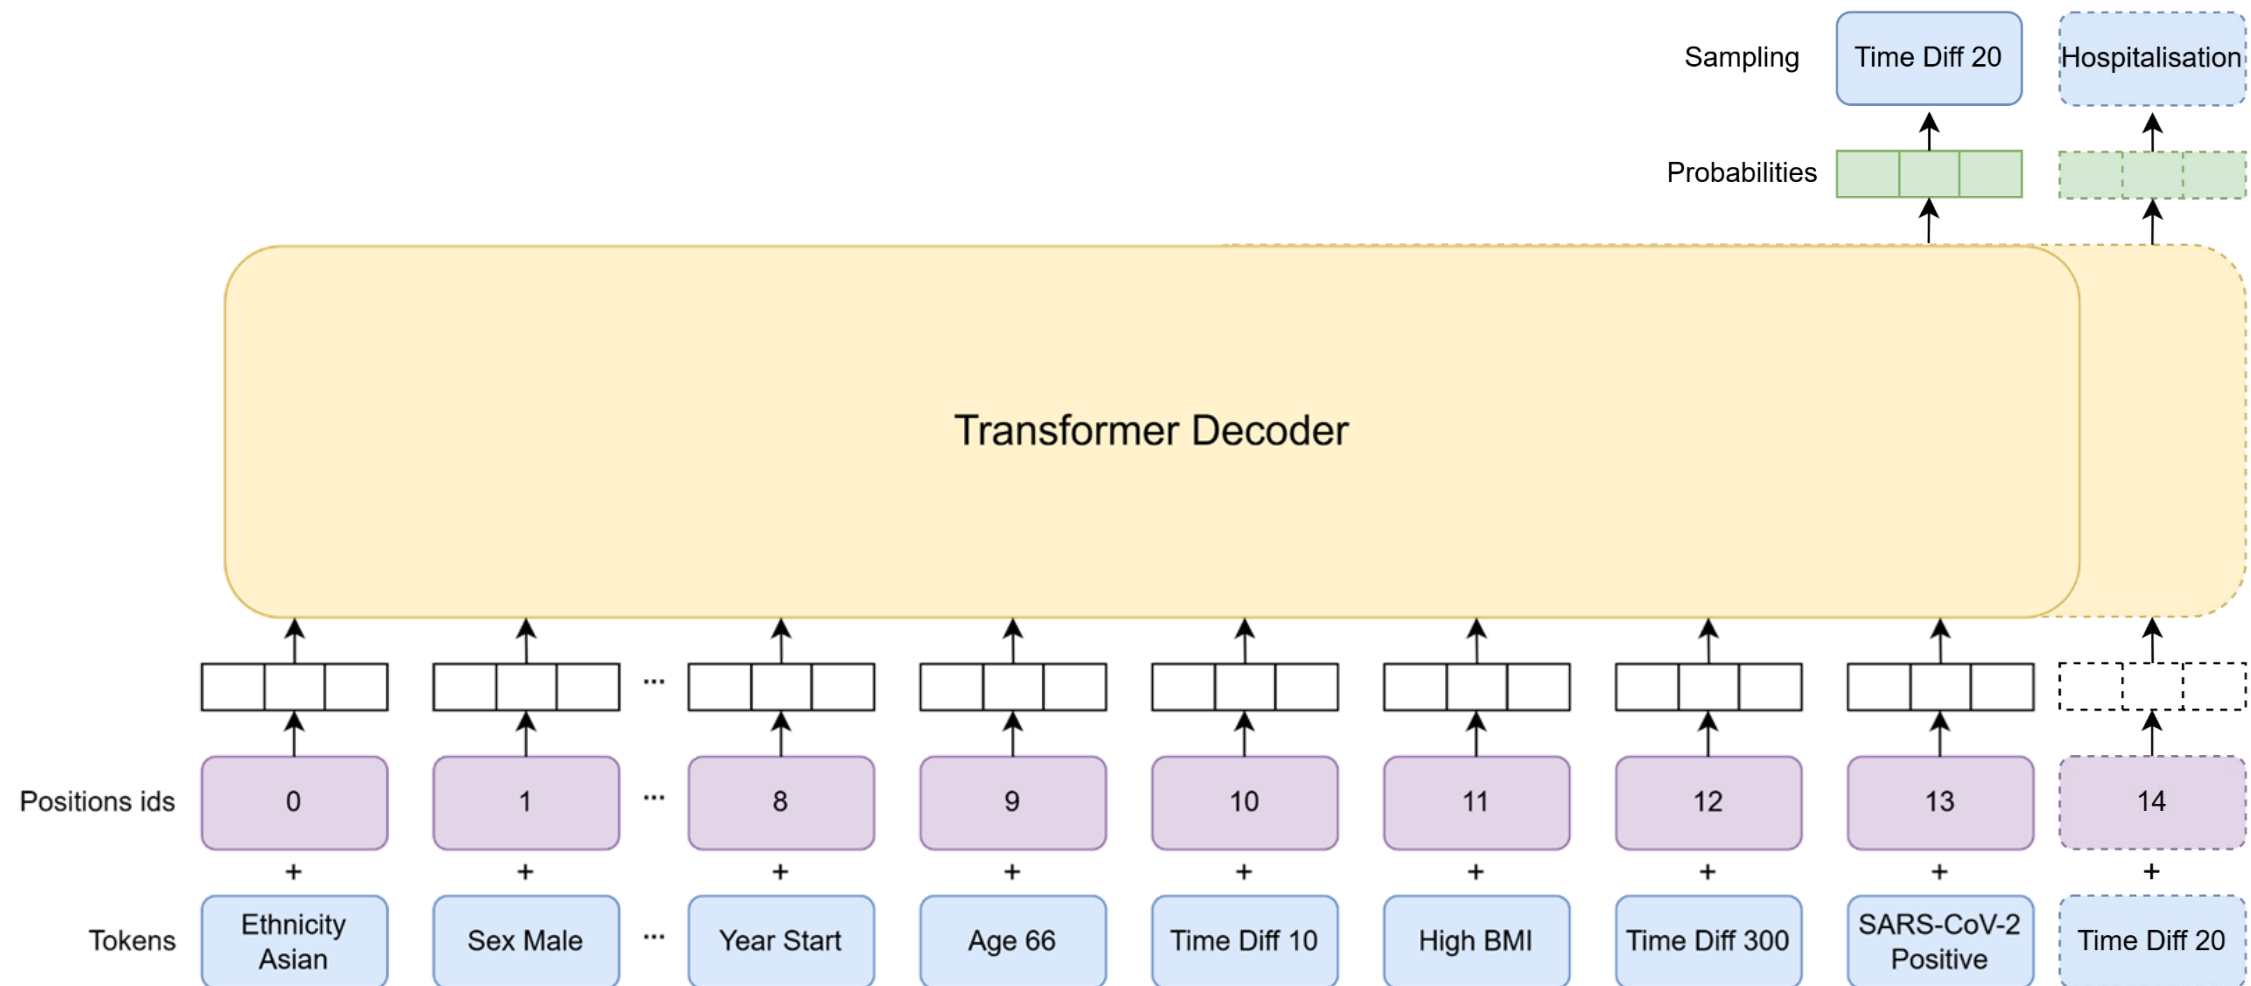 Sampling Time Diff 20 Hospitalisation
Probabilities
Transformer Decoder
... 
Positions ids 0 1 ... 8 9 10 11 12 13 14
+ + + + + + + + +
Tokens Ethnicity Asian Sex Male ... Year Start Age 66 Time Diff 10 High BMI Time Diff 300 SARS-CoV-2 Positive Time Diff 20